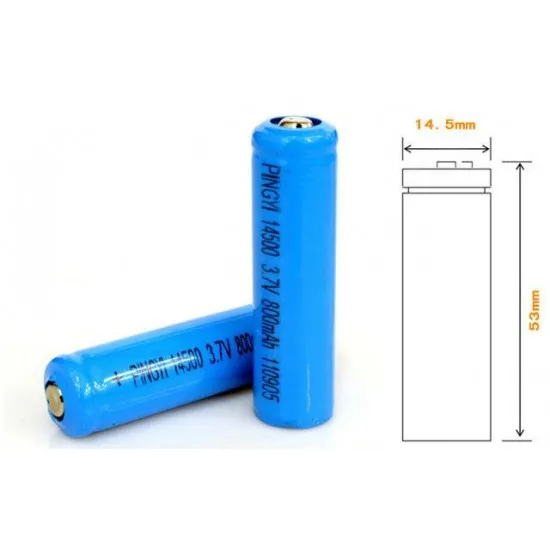 14.5mm
PINGYI 14500 3.7V 800mAh 110905
+ PINGYI 14500 3.7V 800
53mm